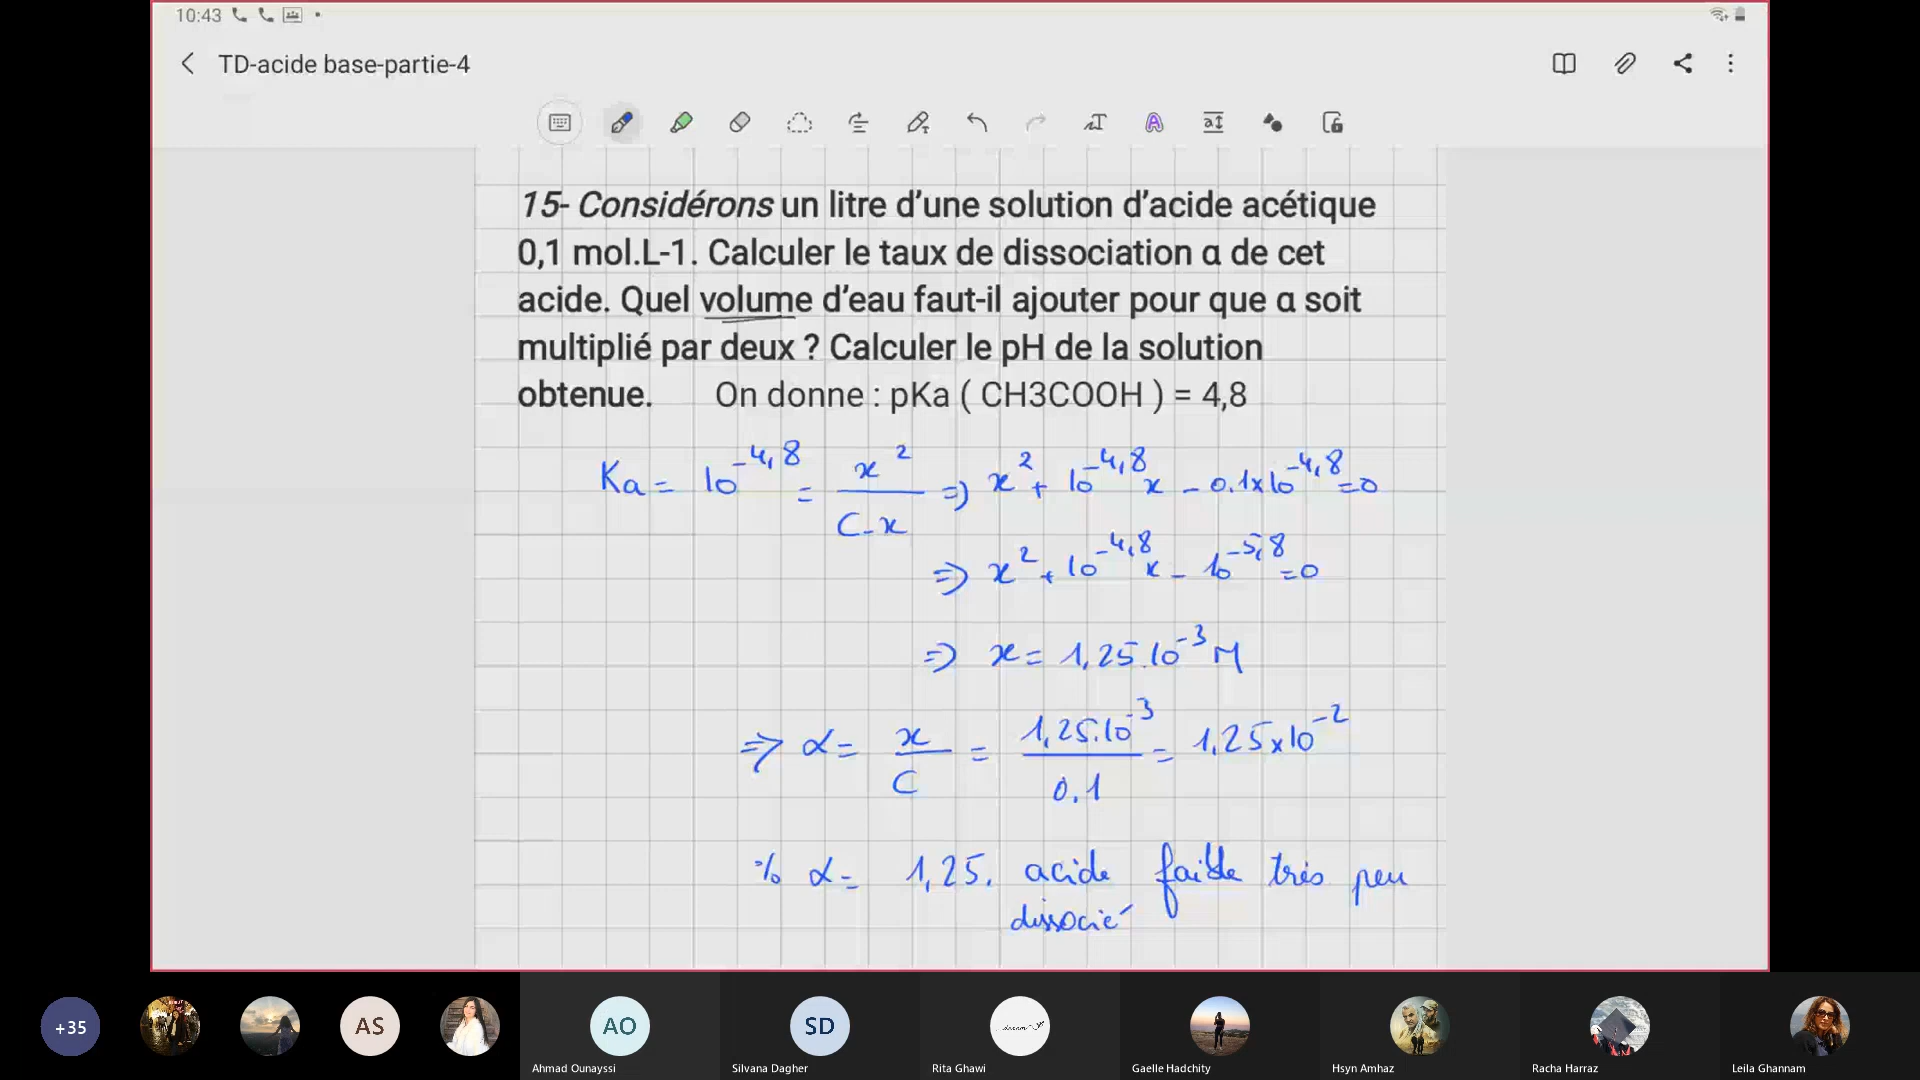 10:43
TD-acide base-partie-4
15- Considérons un litre d’une solution d’acide acétique
0,1 mol.L-1. Calculer le taux de dissociation α de cet
acide. Quel volume d’eau faut-il ajouter pour que α soit
multiplié par deux ? Calculer le pH de la solution
obtenue. On donne : pKa ( CH3COOH ) = 4,8
Ka = 10^-4,8 = x^2 / (C-x) => x^2 + 10^-4,8 x - 0.1x10^-4,8 = 0
=> x^2 + 10^-4,8 x - 10^-5,8 = 0
=> x = 1,25.10^-3 M
=> α = x / C = 1,25.10^-3 / 0.1 = 1,25x10^-2
% α = 1,25. acide faible très peu
dissocié
+35
AS
AO
SD
dream
Ahmad Ounayssi
Silvana Dagher
Rita Ghawi
Gaelle Hadchity
Hsyn Amhaz
Racha Harraz
Leila Ghannam